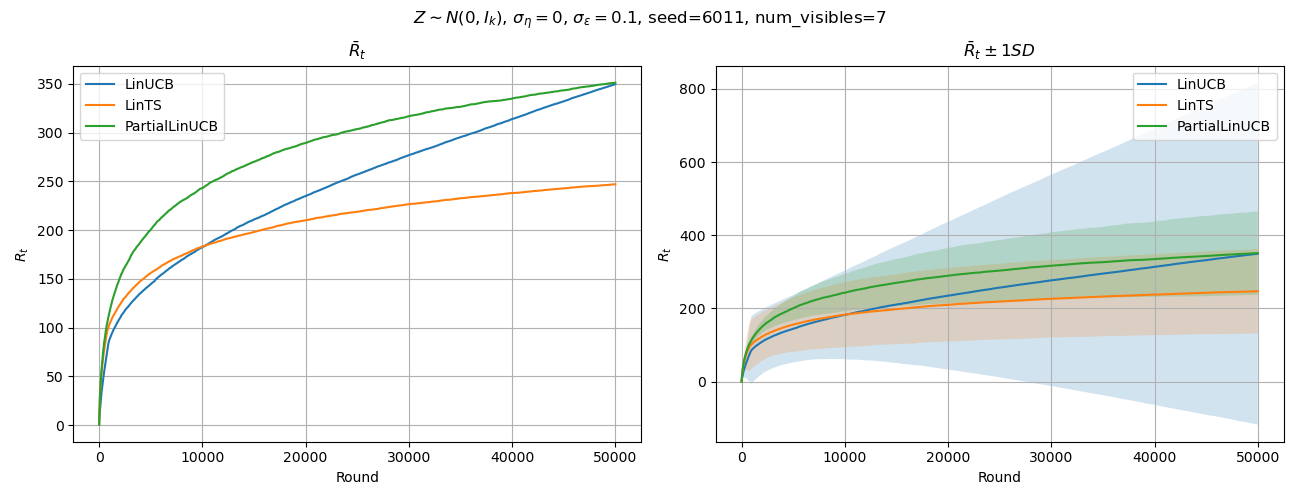 Z ∼ N(0, I_k), σ_η = 0, σ_ε = 0.1, seed=6011, num_visibles=7
R̄_t
350
300
250
200
150
100
50
0
R_t
LinUCB
LinTS
PartialLinUCB
0 10000 20000 30000 40000 50000
Round
R̄_t ± 1SD
800
600
400
200
0
R_t
LinUCB
LinTS
PartialLinUCB
0 10000 20000 30000 40000 50000
Round